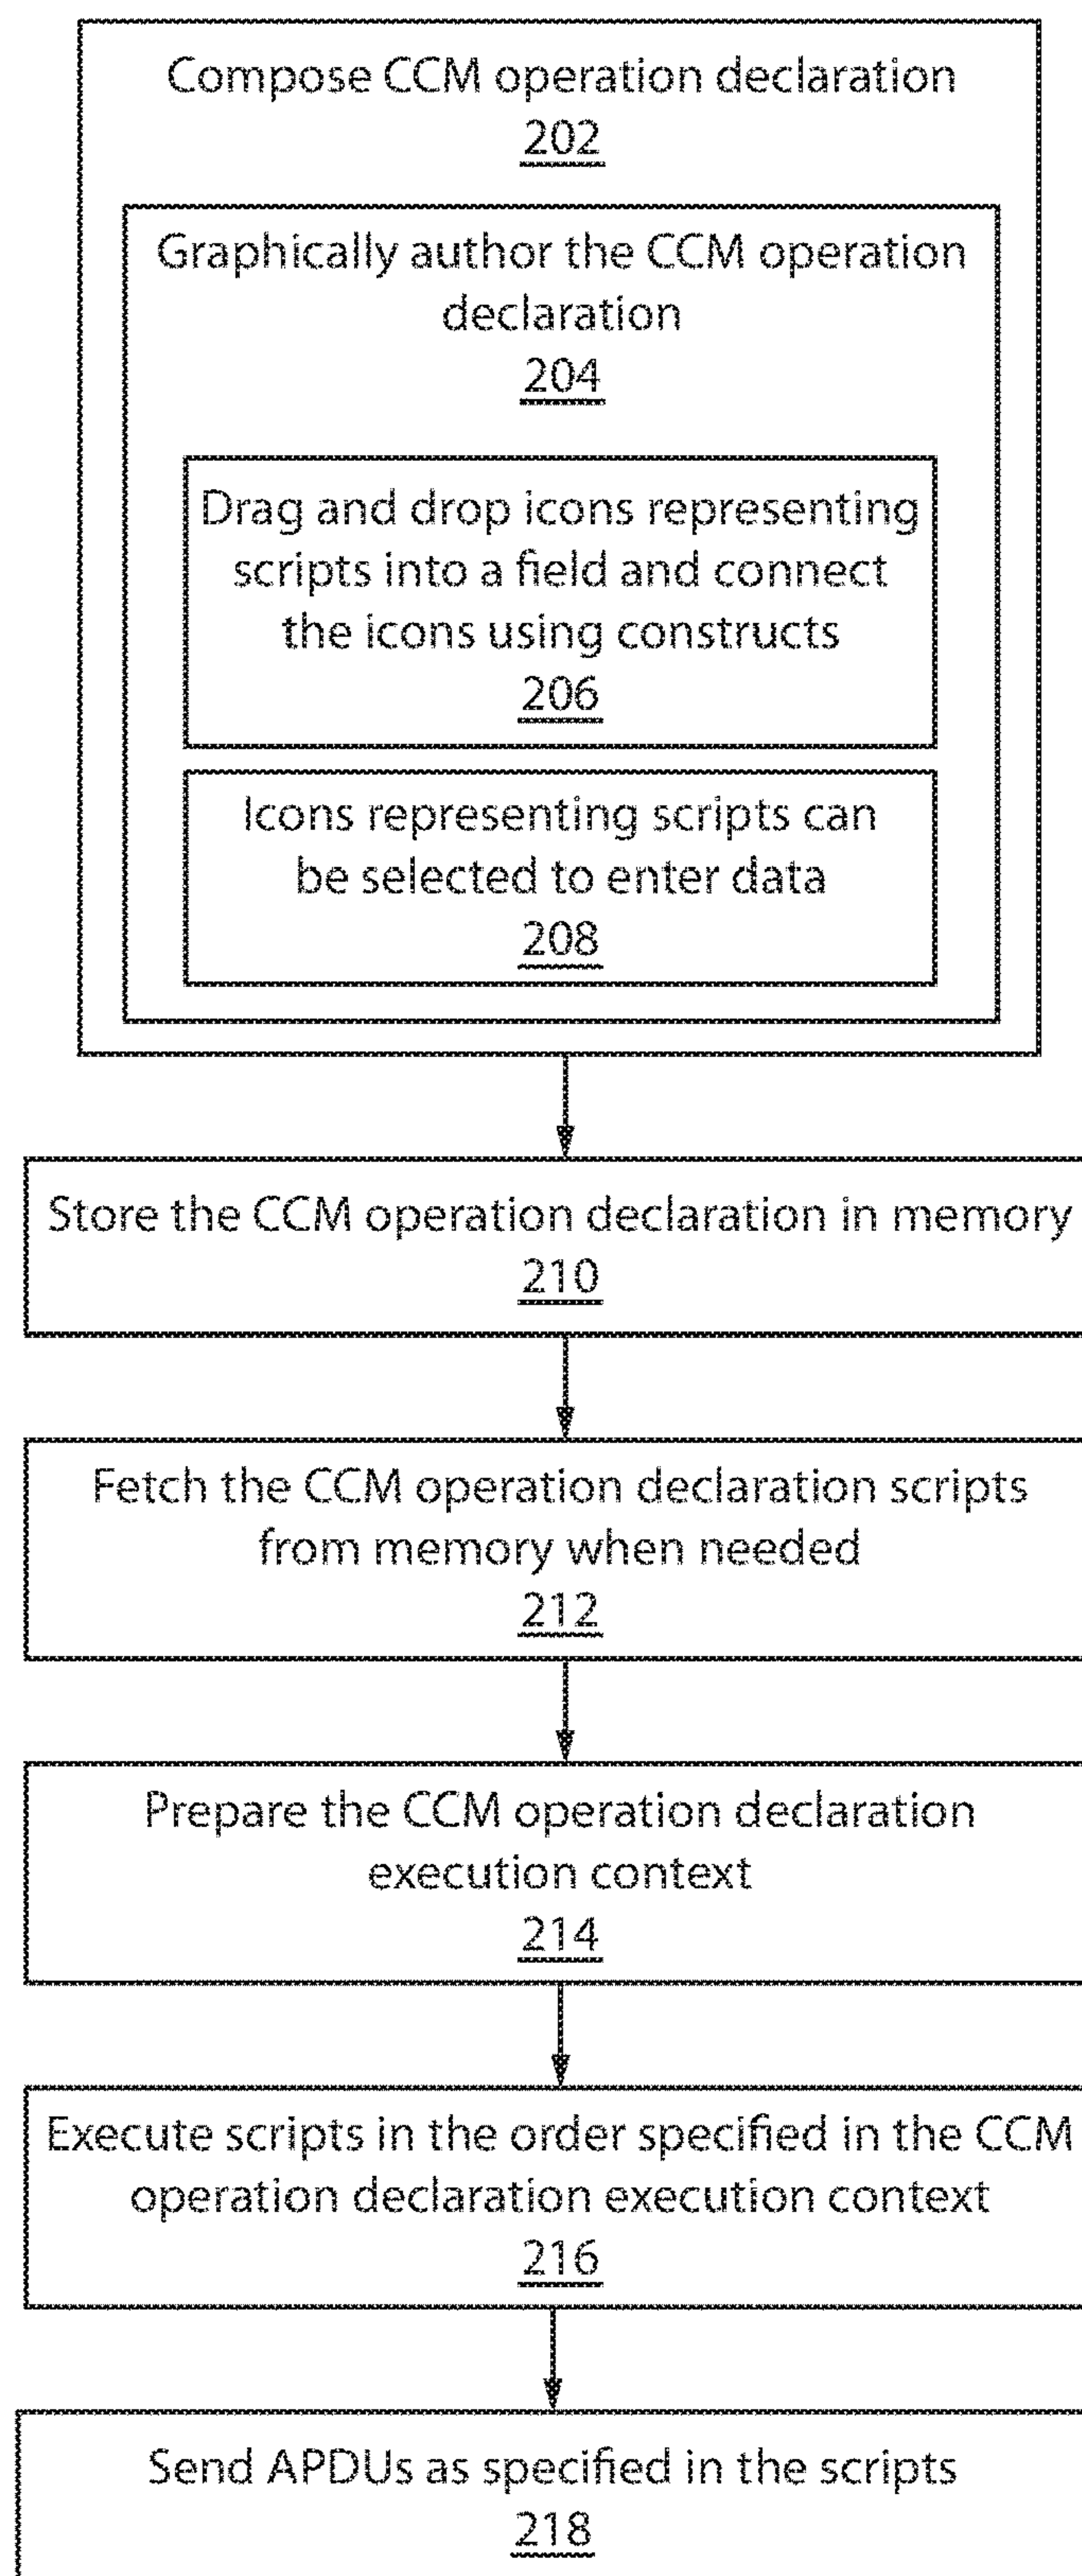 Compose CCM operation declaration
202
Graphically author the CCM operation
declaration
204
Drag and drop icons representing
scripts into a field and connect
the icons using constructs
206
Icons representing scripts can
be selected to enter data
208
Store the CCM operation declaration in memory
210
Fetch the CCM operation declaration scripts
from memory when needed
212
Prepare the CCM operation declaration
execution context
214
Execute scripts in the order specified in the CCM
operation declaration execution context
216
Send APDUs as specified in the scripts
218